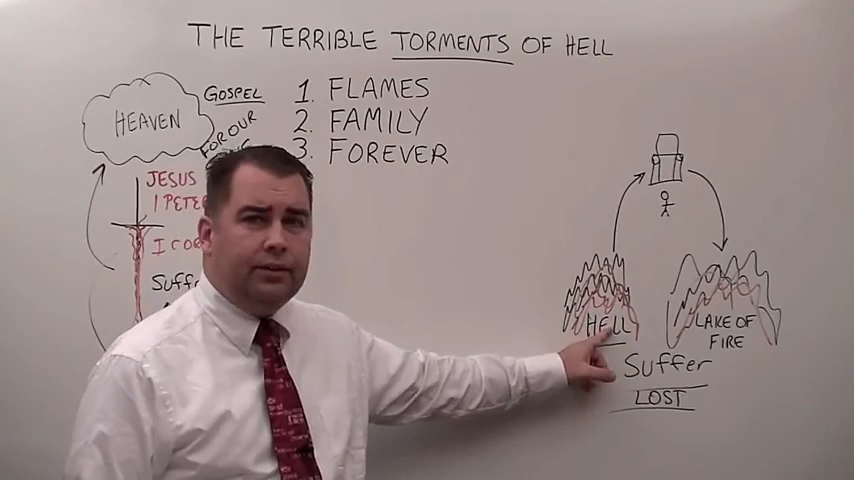 THE TERRIBLE TORMENTS OF HELL
HEAVEN
GOSPEL
FOR OUR
1. FLAMES
2. FAMILY
3. FOREVER
JESUS
1 PETER
I COR
Suffer
HELL
LAKE OF
FIRE
Suffer
LOST